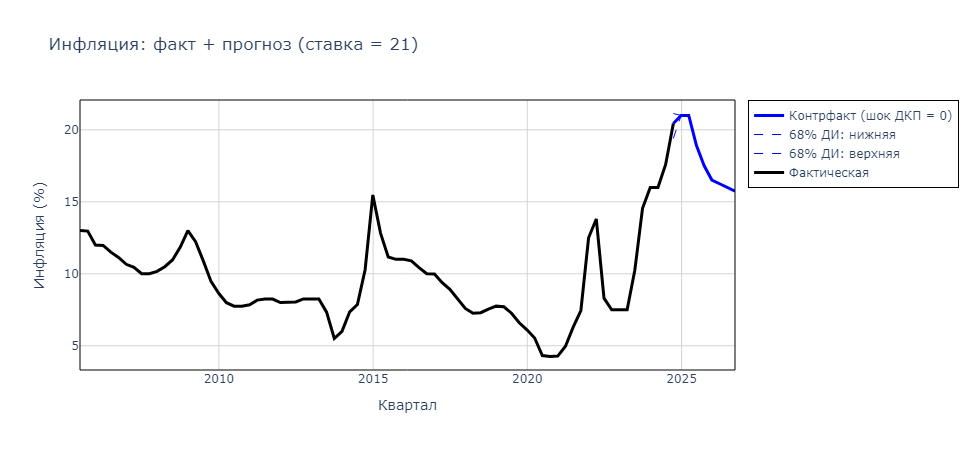 Инфляция: факт + прогноз (ставка = 21)
Контрфакт (шок ДКП = 0)
68% ДИ: нижняя
68% ДИ: верхняя
Фактическая
Инфляция (%)
20
15
10
5
2010
2015
2020
2025
Квартал